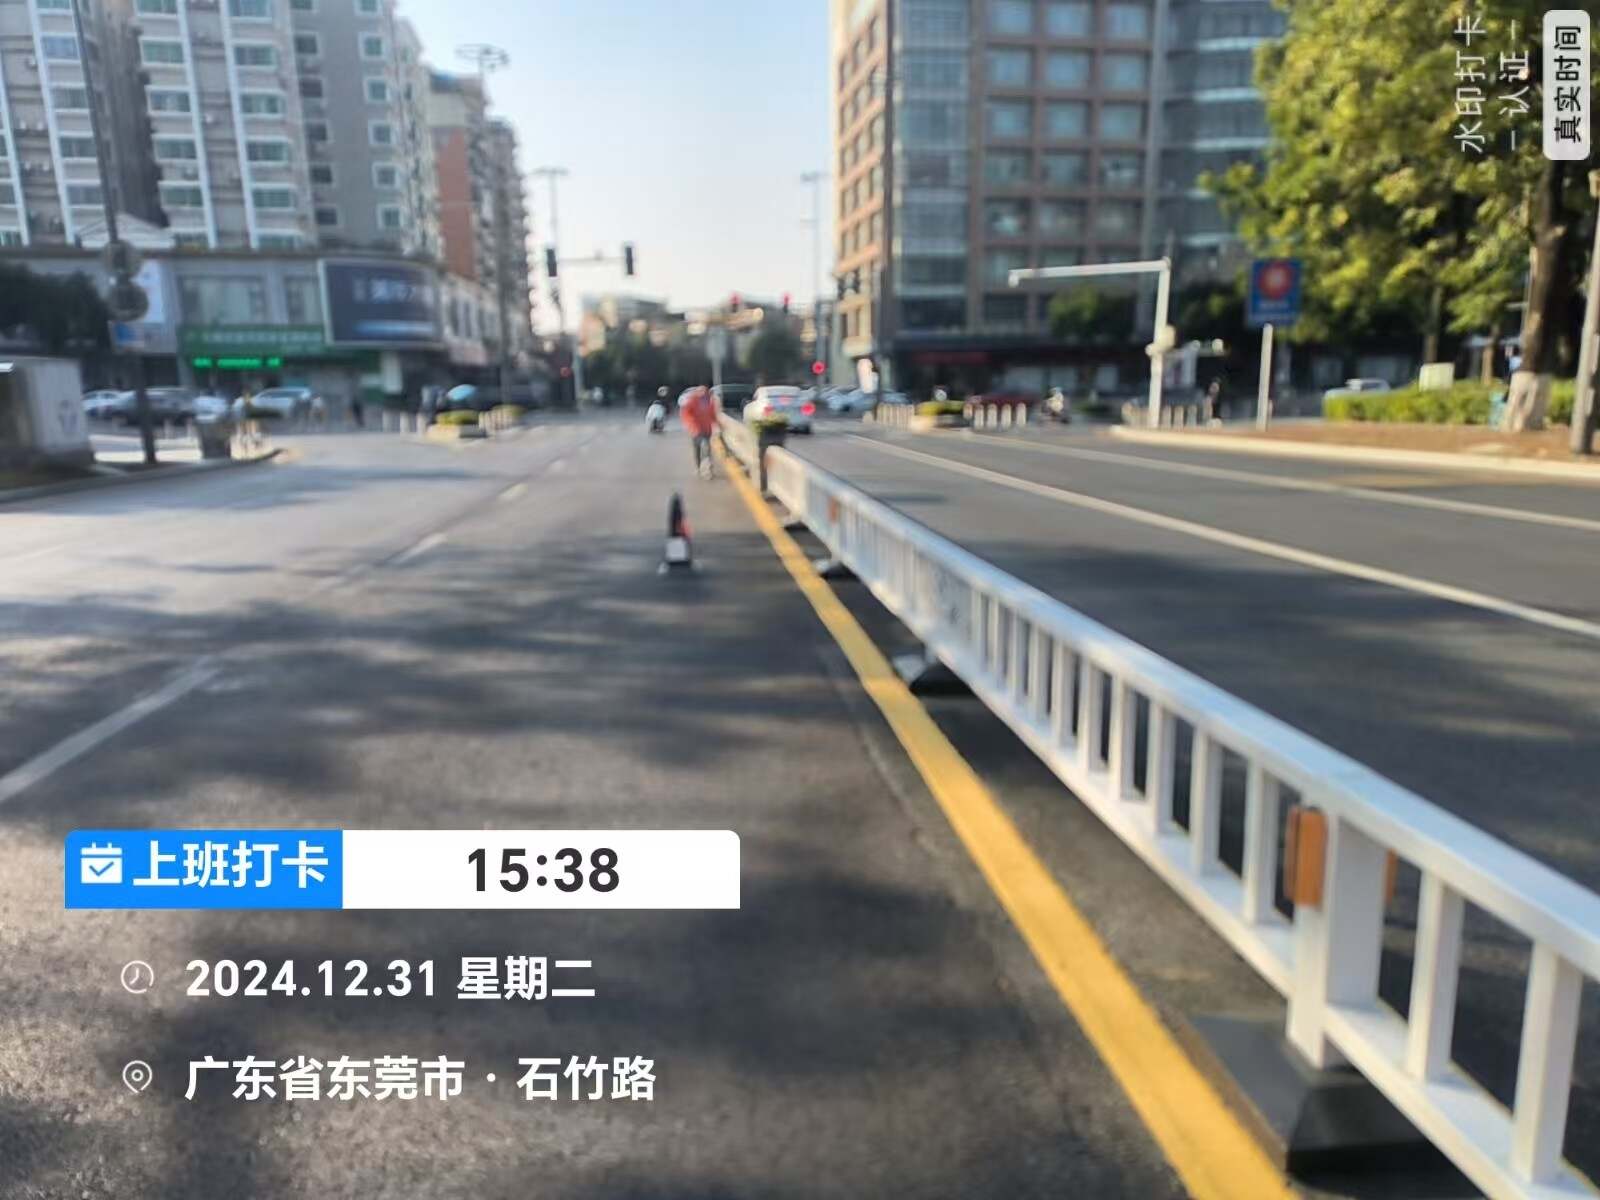 上班打卡 15:38
2024.12.31 星期二
广东省东莞市·石竹路
水印打卡
认证
真实时间